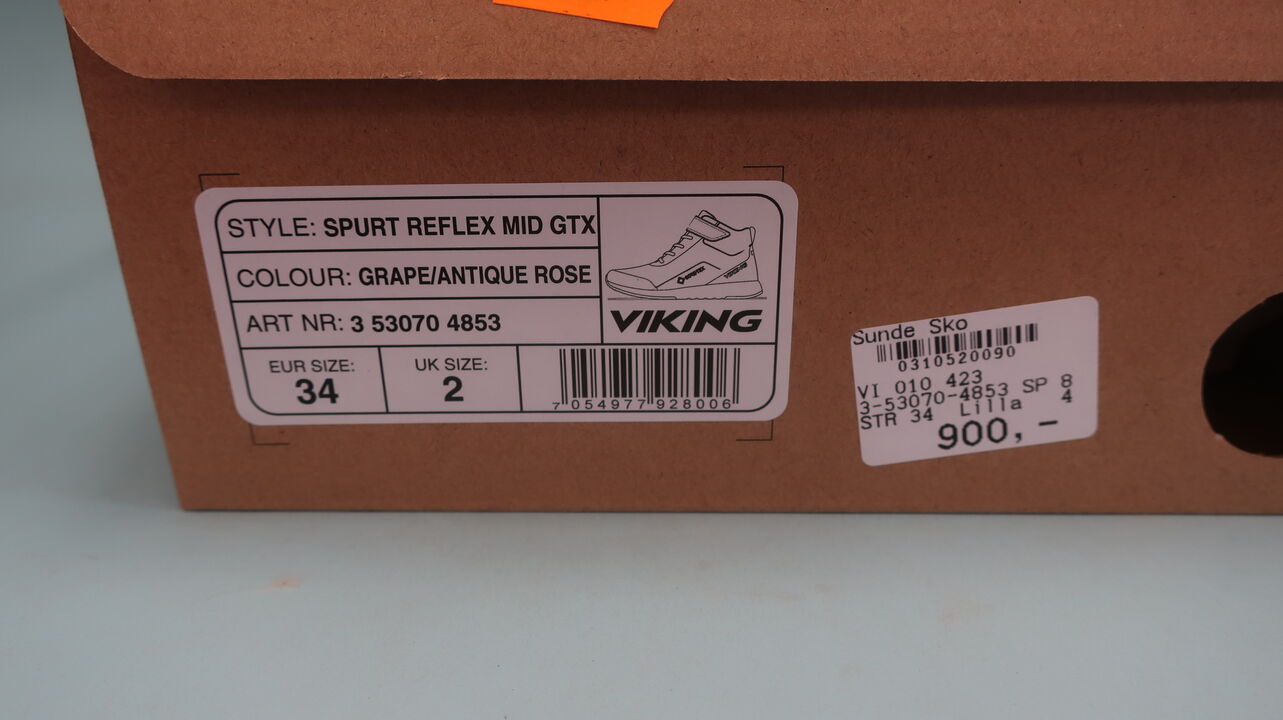 STYLE: SPURT REFLEX MID GTX
COLOUR: GRAPE/ANTIQUE ROSE
ART NR: 3 53070 4853
EUR SIZE:
34
UK SIZE:
2
VIKING
7 054977 928006
Sunde Sko
0310520090
VI 010 423
3-53070-4853 SP 8
STR 34 Lilla 4
900,-